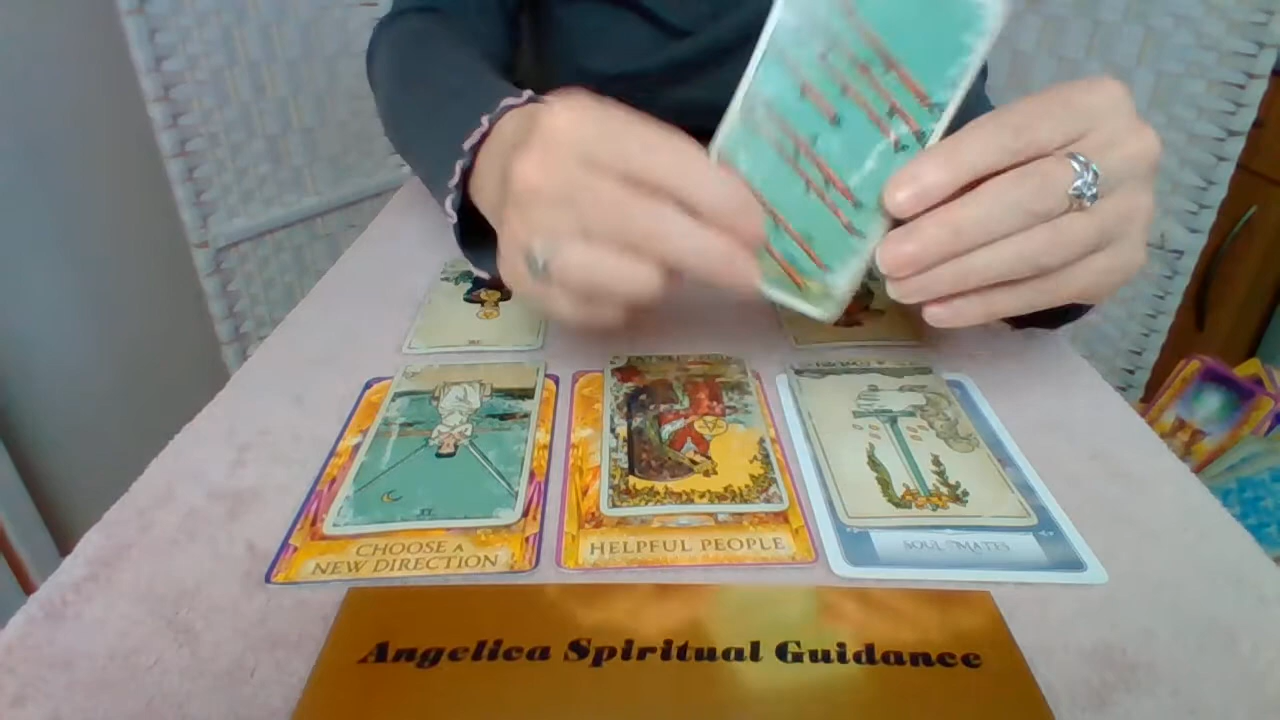 CHOOSE A
NEW DIRECTION
HELPFUL PEOPLE
SOUL MATES
Angelica Spiritual Guidance